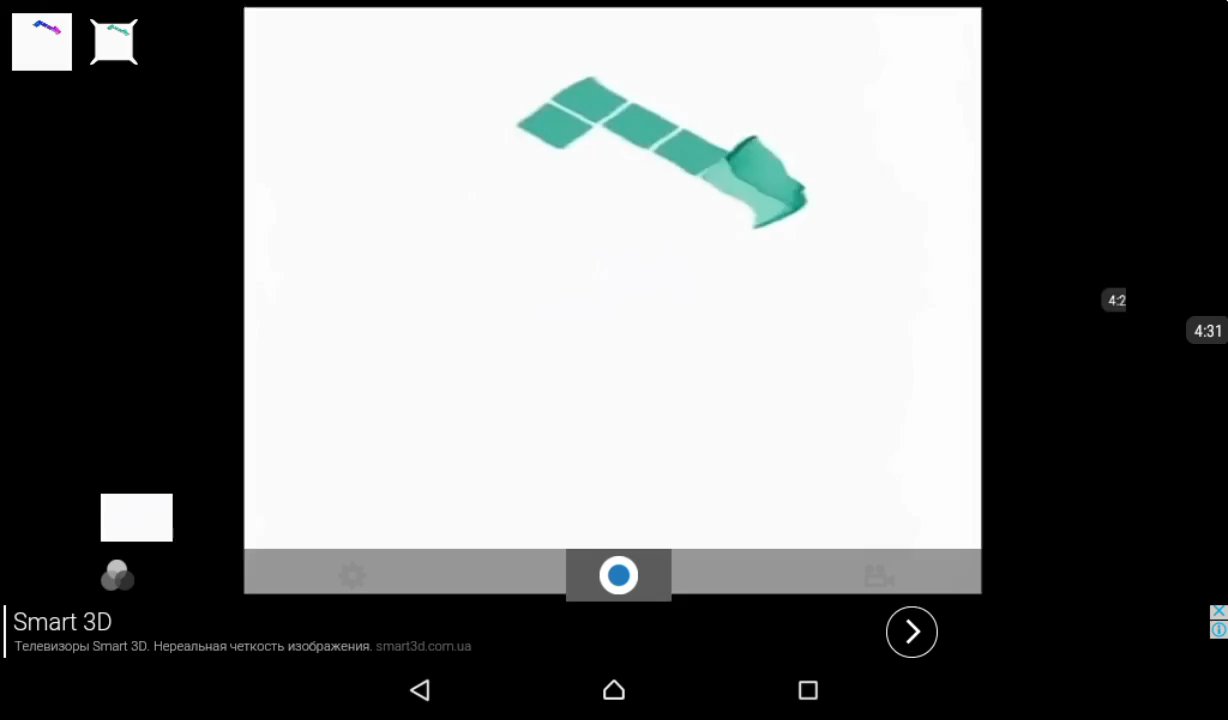 4:2
4:31
Smart 3D
Телевизоры Smart 3D. Нереальная четкость изображения. smart3d.com.ua